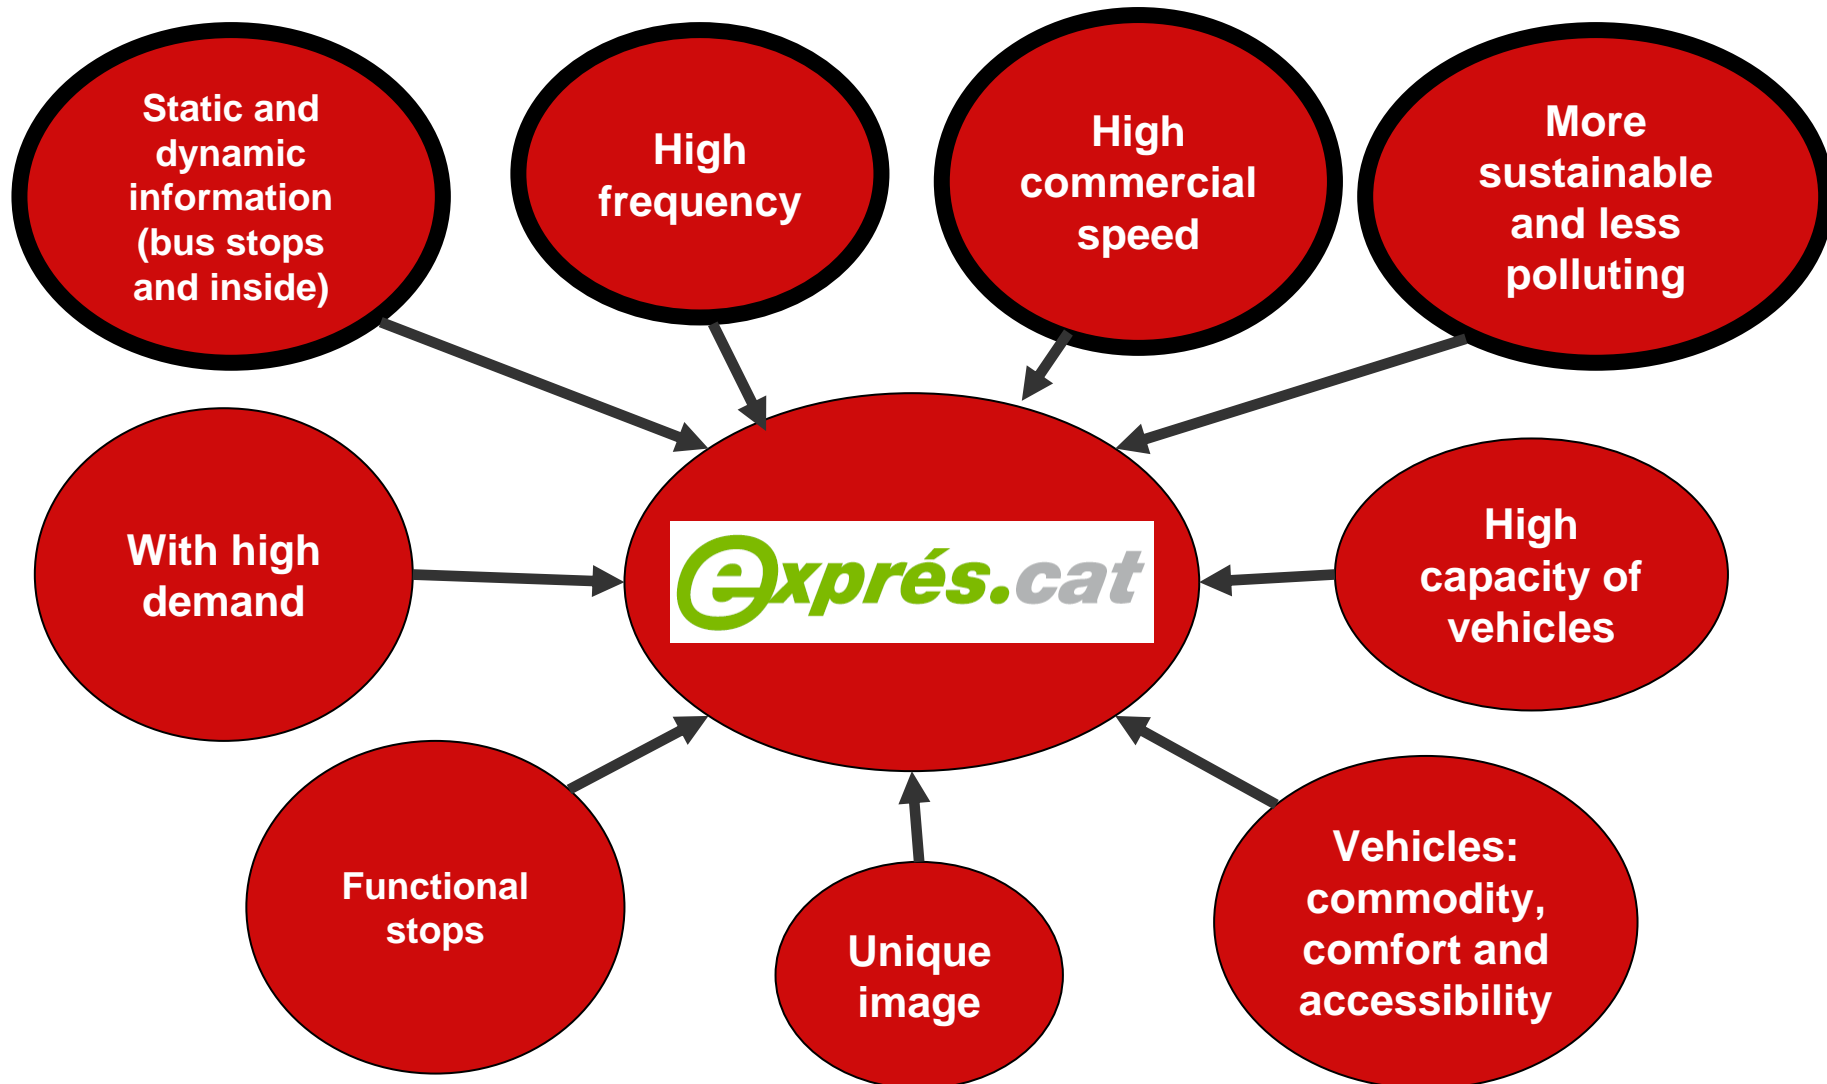 Static and
dynamic
information
(bus stops
and inside)
High
frequency
High
commercial
speed
More
sustainable
and less
polluting
With high
demand
exprés.cat
High
capacity of
vehicles
Functional
stops
Unique
image
Vehicles:
commodity,
comfort and
accessibility